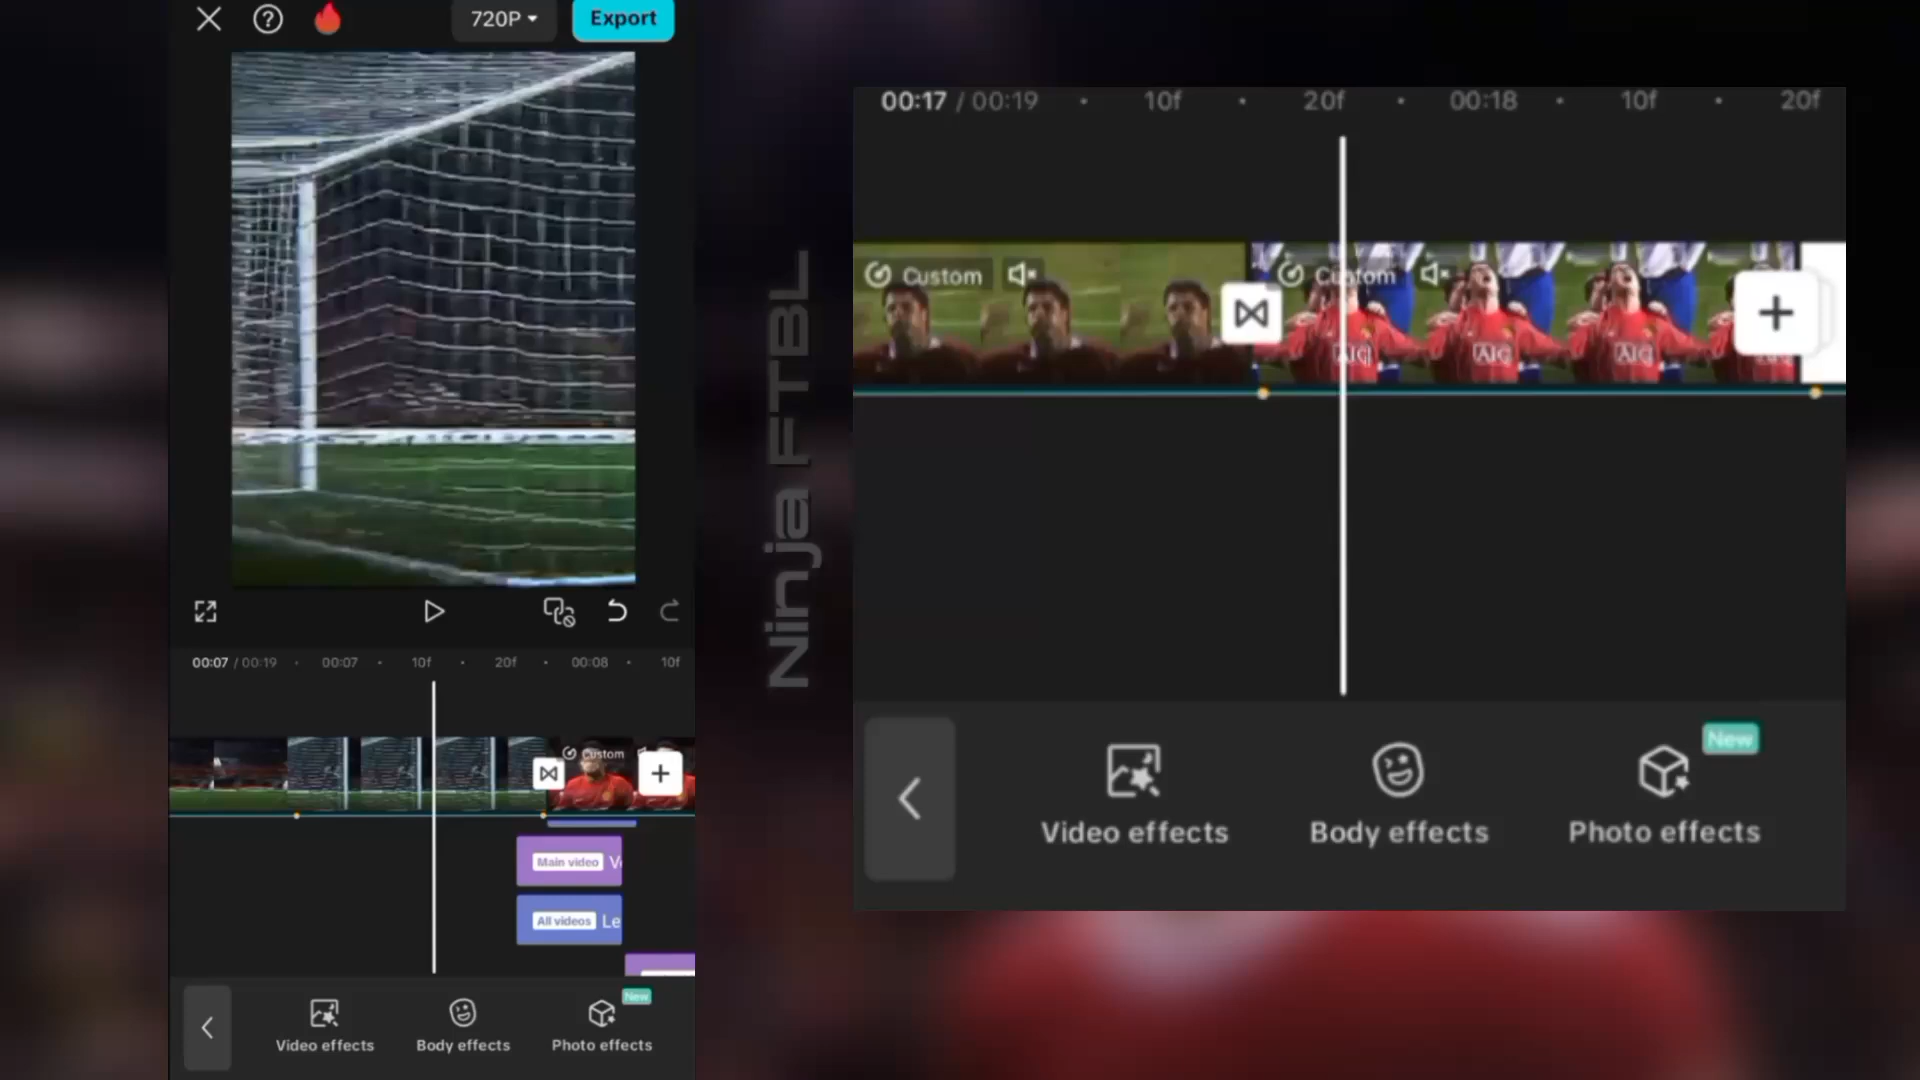 720P
Export
00:07 / 00:19
00:07
10f
20f
00:08
10f
Custom
Main video
All videos Le
Video effects
Body effects
Photo effects
New
Ninja FTBL
00:17 / 00:19
10f
20f
00:18
10f
20f
Custom
Custom
AIG
AIG
AIG
Video effects
Body effects
Photo effects
New